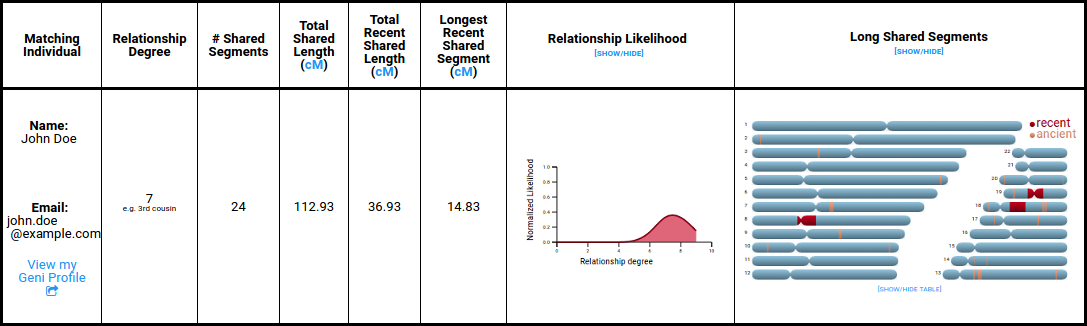 Matching
Individual
Relationship
Degree
# Shared
Segments
Total
Shared
Length
(cM)
Total
Recent
Shared
Length
(cM)
Longest
Recent
Shared
Segment
(cM)
Relationship Likelihood
[SHOW/HIDE]
Long Shared Segments
[SHOW/HIDE]
Name:
John Doe
Email:
john.doe
@example.com
View my
Geni Profile
7
e.g. 3rd cousin
24
112.93
36.93
14.83
Normalized Likelihood
1.0
0.8
0.6
0.4
0.2
0.0
0
2
4
6
8
10
Relationship degree
recent
ancient
1
2
3
4
5
6
7
8
9
10
11
12
22
21
20
19
18
17
16
15
14
13
[SHOW/HIDE TABLE]